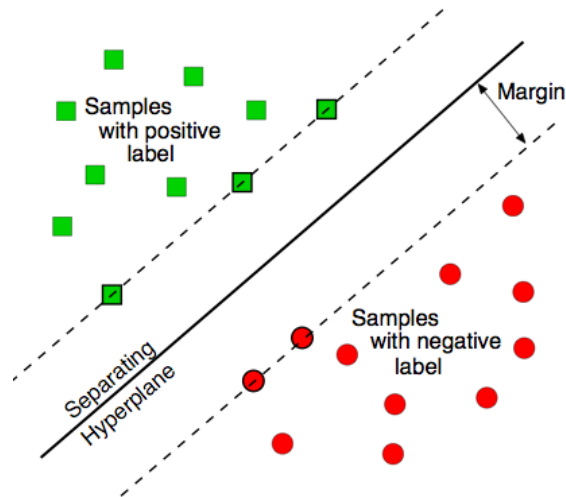 Samples
with positive
label
Margin
Samples
with negative
label
Separating
Hyperplane